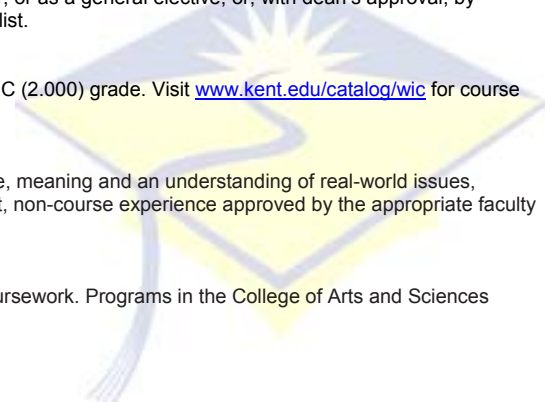 or as a general elective, or, with dean's approval, by
list.
C (2.000) grade. Visit www.kent.edu/catalog/wic for course
meaning and an understanding of real-world issues,
non-course experience approved by the appropriate faculty
Programs in the College of Arts and Sciences